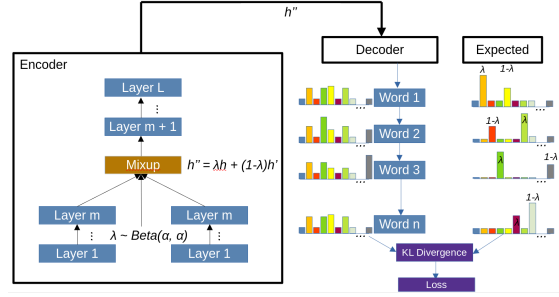 h''
Encoder
Decoder
Expected
Layer L
⋮
Layer m + 1
Mixup
h'' = λh + (1-λ)h'
Layer m
Layer m
⋮
λ ~ Beta(α, α)
⋮
Layer 1
Layer 1
Word 1
...
λ
1-λ
...
Word 2
...
1-λ
λ
...
Word 3
...
λ
1-λ
...
Word n
...
λ
1-λ
...
KL Divergence
Loss